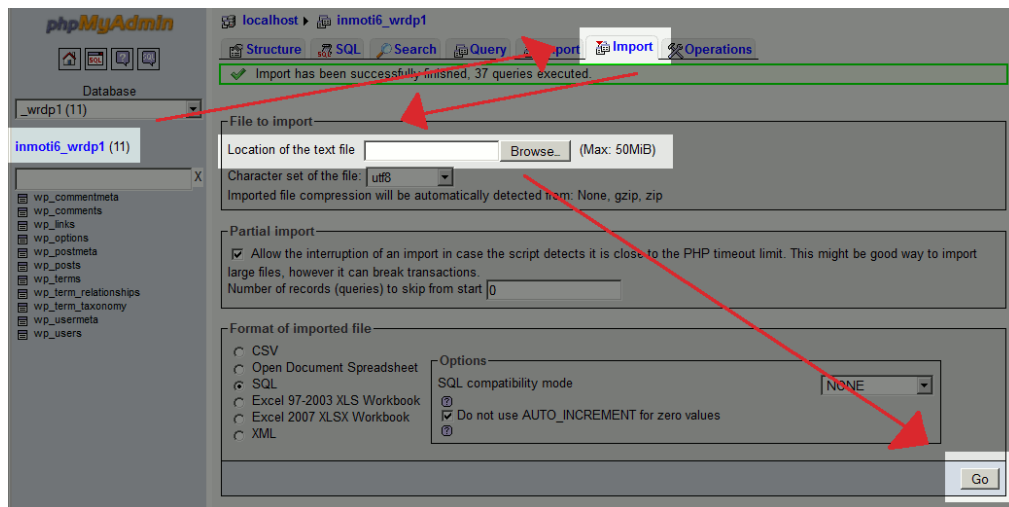 phpMyAdmin
Database
_wrdp1 (11)
inmoti6_wrdp1 (11)
X
wp_commentmeta
wp_comments
wp_links
wp_options
wp_postmeta
wp_posts
wp_terms
wp_term_relationships
wp_term_taxonomy
wp_usermeta
wp_users
localhost ▸ inmoti6_wrdp1
Structure SQL Search Query Import Operations
Import has been successfully finished, 37 queries executed.
File to import
Location of the text file Browse... (Max: 50MiB)
Character set of the file: utf8
Imported file compression will be automatically detected from: None, gzip, zip
Partial import
Allow the interruption of an import in case the script detects it is close to the PHP timeout limit. This might be good way to import
large files, however it can break transactions.
Number of records (queries) to skip from start 0
Format of imported file
CSV
Open Document Spreadsheet
SQL
Excel 97-2003 XLS Workbook
Excel 2007 XLSX Workbook
XML
Options
SQL compatibility mode NONE
Do not use AUTO_INCREMENT for zero values
Go